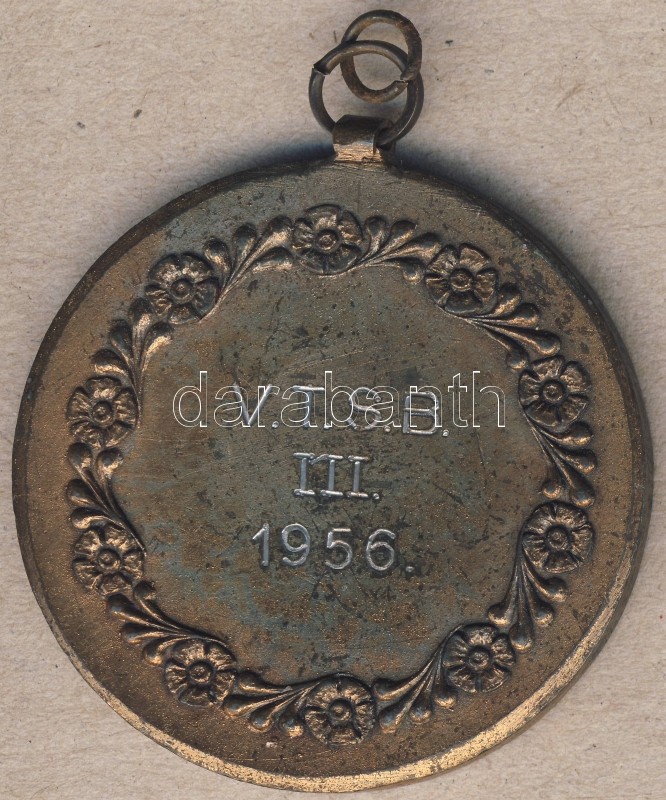 V.T.S.B.
darabanth
III.
1956.